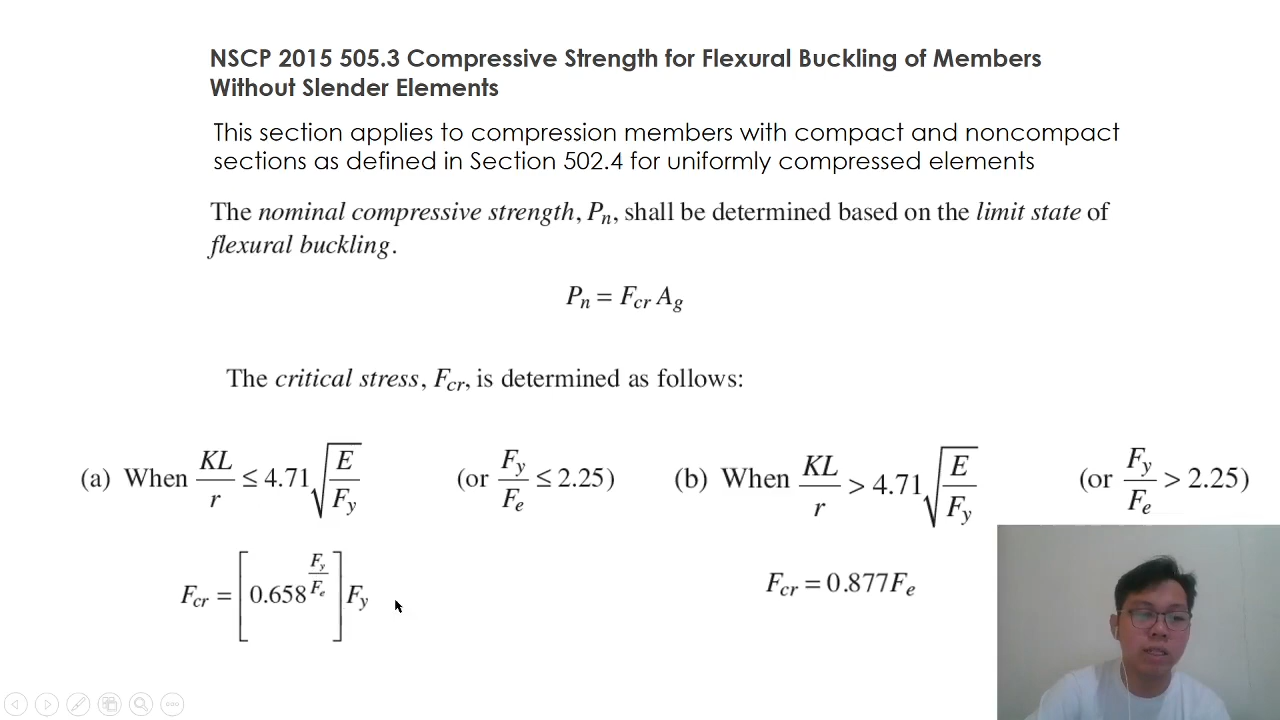 NSCP 2015 505.3 Compressive Strength for Flexural Buckling of Members
Without Slender Elements
This section applies to compression members with compact and noncompact
sections as defined in Section 502.4 for uniformly compressed elements
The nominal compressive strength, Pn, shall be determined based on the limit state of
flexural buckling.
Pn = Fcr Ag
The critical stress, Fcr, is determined as follows:
(a) When KL/r ≤ 4.71√(E/Fy) (or Fy/Fe ≤ 2.25)
Fcr = [0.658^(Fy/Fe)] Fy
(b) When KL/r > 4.71√(E/Fy) (or Fy/Fe > 2.25)
Fcr = 0.877Fe